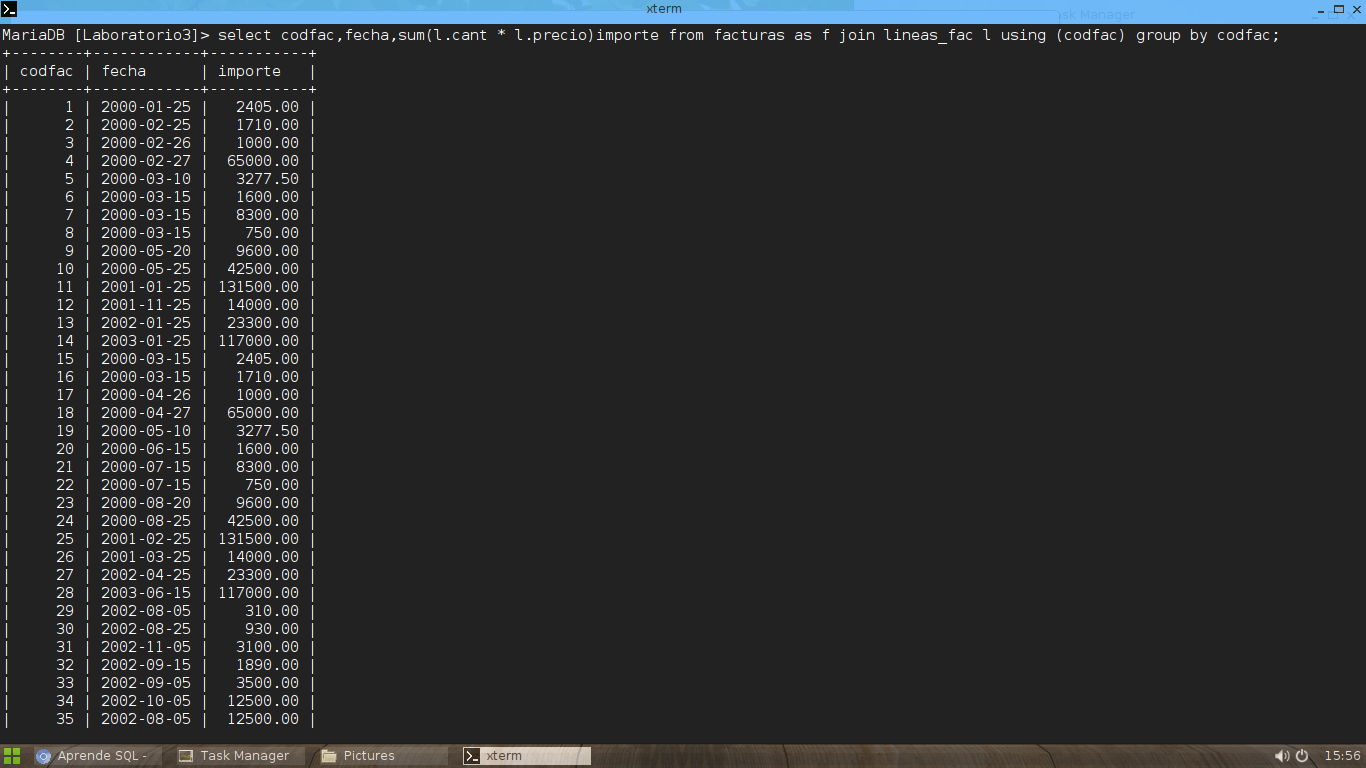 xterm
Task Manager
MariaDB [Laboratorio3]> select codfac,fecha,sum(l.cant * l.precio)importe from facturas as f join lineas_fac l using (codfac) group by codfac;
+--------+------------+-----------+
| codfac | fecha      | importe   |
+--------+------------+-----------+
|      1 | 2000-01-25 |   2405.00 |
|      2 | 2000-02-25 |   1710.00 |
|      3 | 2000-02-26 |   1000.00 |
|      4 | 2000-02-27 |  65000.00 |
|      5 | 2000-03-10 |   3277.50 |
|      6 | 2000-03-15 |   1600.00 |
|      7 | 2000-03-15 |   8300.00 |
|      8 | 2000-03-15 |    750.00 |
|      9 | 2000-05-20 |   9600.00 |
|     10 | 2000-05-25 |  42500.00 |
|     11 | 2001-01-25 | 131500.00 |
|     12 | 2001-11-25 |  14000.00 |
|     13 | 2002-01-25 |  23300.00 |
|     14 | 2003-01-25 | 117000.00 |
|     15 | 2000-03-15 |   2405.00 |
|     16 | 2000-03-15 |   1710.00 |
|     17 | 2000-04-26 |   1000.00 |
|     18 | 2000-04-27 |  65000.00 |
|     19 | 2000-05-10 |   3277.50 |
|     20 | 2000-06-15 |   1600.00 |
|     21 | 2000-07-15 |   8300.00 |
|     22 | 2000-07-15 |    750.00 |
|     23 | 2000-08-20 |   9600.00 |
|     24 | 2000-08-25 |  42500.00 |
|     25 | 2001-02-25 | 131500.00 |
|     26 | 2001-03-25 |  14000.00 |
|     27 | 2002-04-25 |  23300.00 |
|     28 | 2003-06-15 | 117000.00 |
|     29 | 2002-08-05 |    310.00 |
|     30 | 2002-08-25 |    930.00 |
|     31 | 2002-11-05 |   3100.00 |
|     32 | 2002-09-15 |   1890.00 |
|     33 | 2002-09-05 |   3500.00 |
|     34 | 2002-10-05 |  12500.00 |
|     35 | 2002-08-05 |  12500.00 |
Aprende SQL - Task Manager Pictures xterm 15:56